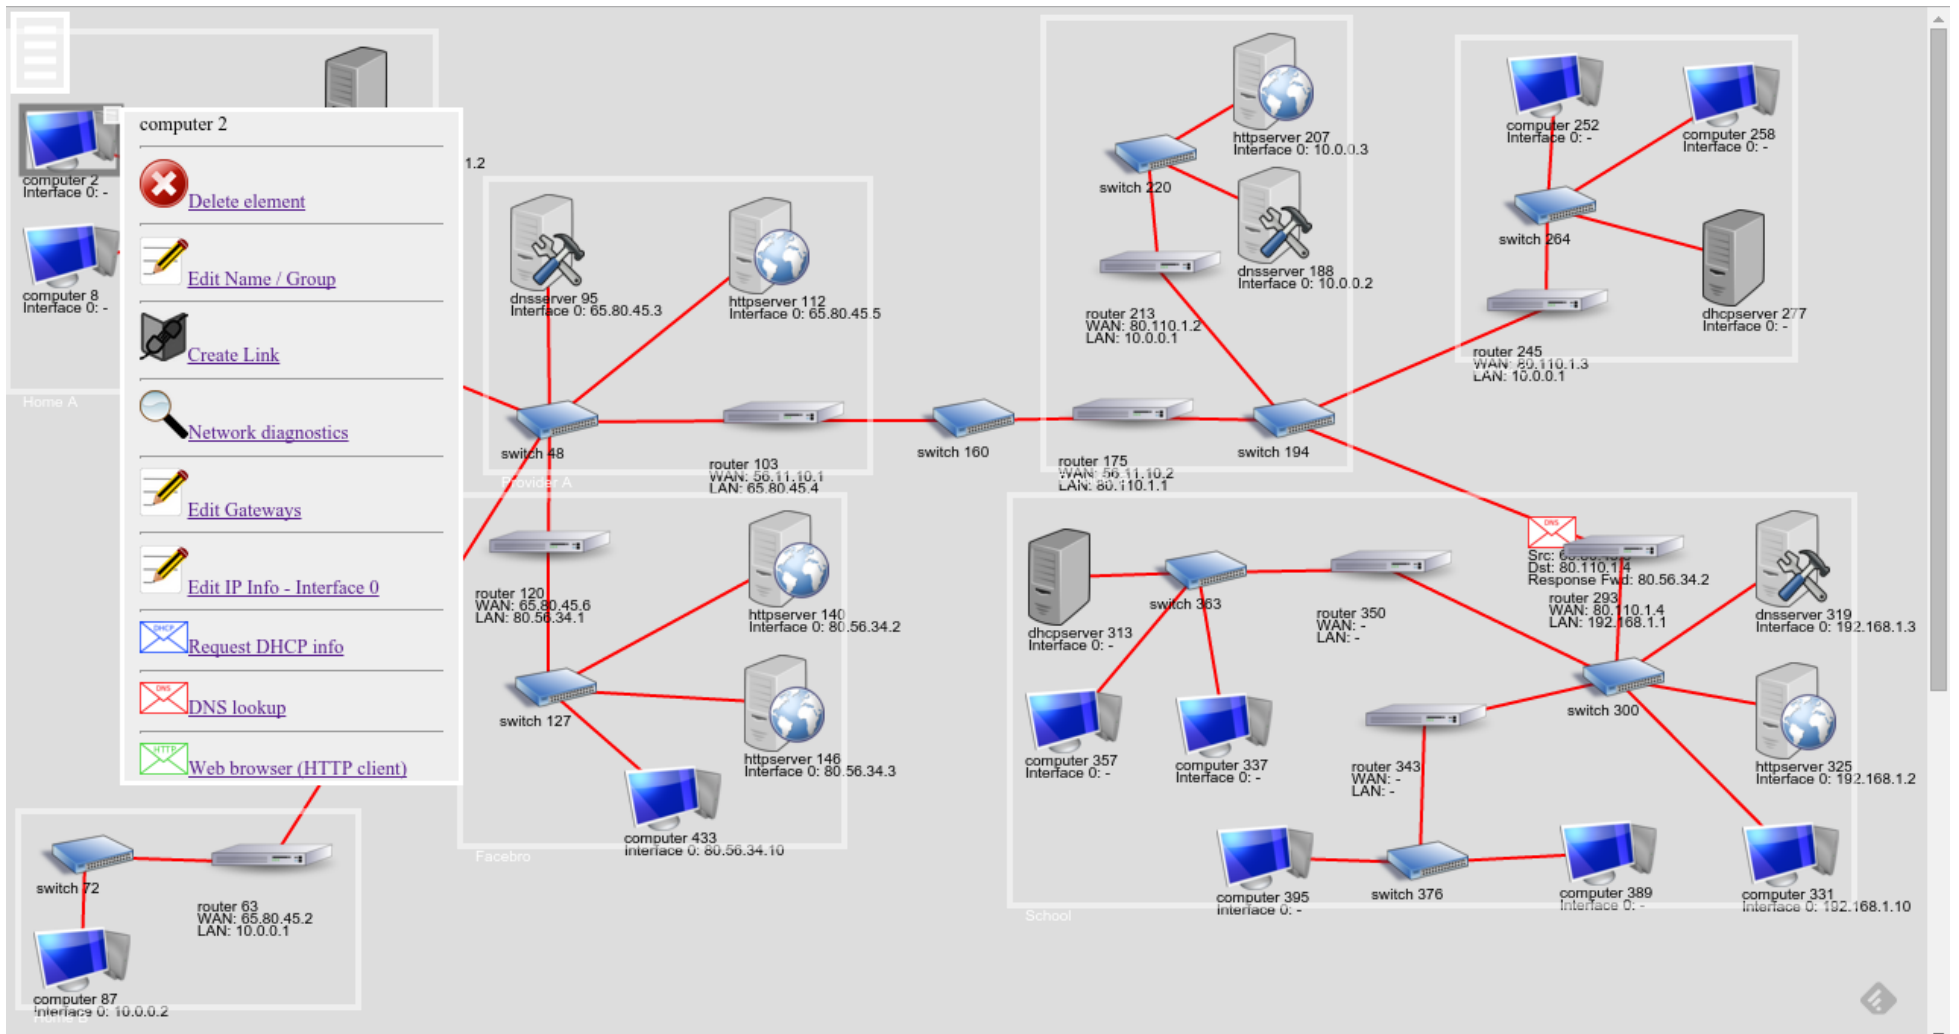 computer 2
Interface 0: -
computer 8
Interface 0: -
Home A
computer 2
Delete element
Edit Name / Group
Create Link
Network diagnostics
Edit Gateways
Edit IP Info - Interface 0
DHCP
Request DHCP info
DNS
DNS lookup
HTTP
Web browser (HTTP client)
1.2
dnsserver 95
Interface 0: 65.80.45.3
httpserver 112
Interface 0: 65.80.45.5
switch 48
Provider A
router 103
WAN: 56.11.10.1
LAN: 65.80.45.4
switch 160
httpserver 207
Interface 0: 10.0.0.3
switch 220
dnsserver 188
Interface 0: 10.0.0.2
router 213
WAN: 80.110.1.2
LAN: 10.0.0.1
router 175
WAN: 56.11.10.2
LAN: 80.110.1.1
switch 194
computer 252
Interface 0: -
computer 258
Interface 0: -
switch 264
dhcpserver 277
Interface 0: -
router 245
WAN: 80.110.1.3
LAN: 10.0.0.1
router 120
WAN: 65.80.45.6
LAN: 80.56.34.1
httpserver 140
Interface 0: 80.56.34.2
switch 127
httpserver 146
Interface 0: 80.56.34.3
computer 433
Interface 0: 80.56.34.10
Facebro
dhcpserver 313
Interface 0: -
switch 363
router 350
WAN: -
LAN: -
DNS
Src:
Dst: 80.110.1.4
Response Fwd: 80.56.34.2
router 293
WAN: 80.110.1.4
LAN: 192.168.1.1
dnsserver 319
Interface 0: 192.168.1.3
computer 357
Interface 0: -
computer 337
Interface 0: -
switch 300
router 343
WAN: -
LAN: -
httpserver 325
Interface 0: 192.168.1.2
computer 395
Interface 0: -
switch 376
computer 389
Interface 0: -
computer 331
Interface 0: 192.168.1.10
School
switch 72
router 63
WAN: 65.80.45.2
LAN: 10.0.0.1
computer 87
Interface 0: 10.0.0.2
Home B